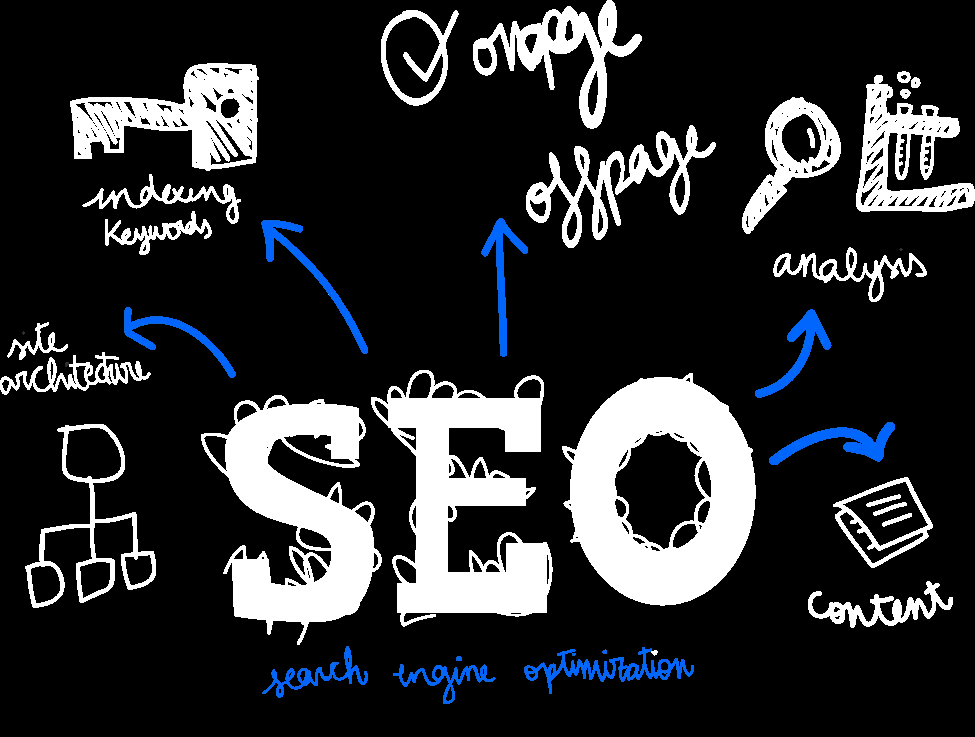 onpage
offpage
indexing
Keywords
analysis
site
architecture
SEO
content
search engine optimization